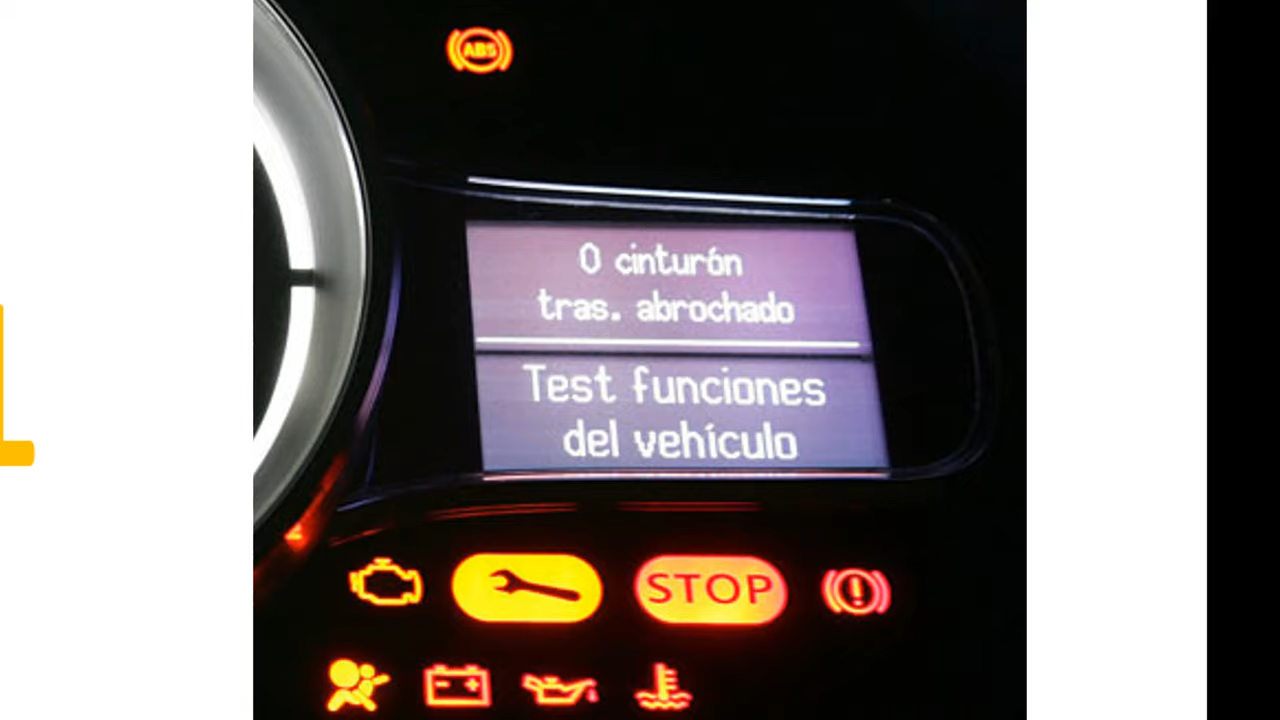 ABS
0 cinturón
tras. abrochado
Test funciones
del vehículo
STOP